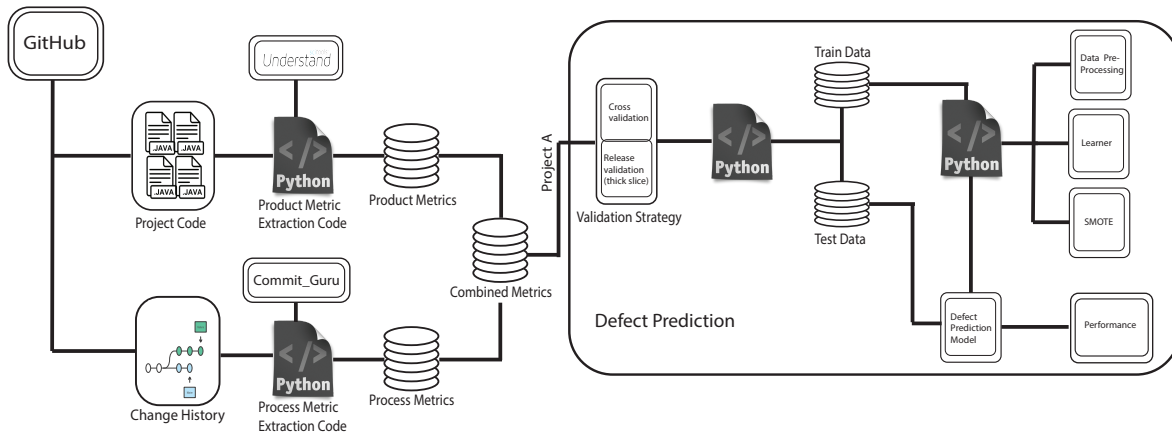 GitHub
Understand
.JAVA
.JAVA
.JAVA
.JAVA
Project Code
</>
Python
Product Metric
Extraction Code
Product Metrics
Commit_Guru
Change History
</>
Python
Process Metric
Extraction Code
Process Metrics
Combined Metrics
Project A
Cross
validation
Release
validation
(thick slice)
Validation Strategy
</>
Python
Train Data
Test Data
</>
Python
Data Pre-
Processing
Learner
SMOTE
Defect
Prediction
Model
Performance
Defect Prediction